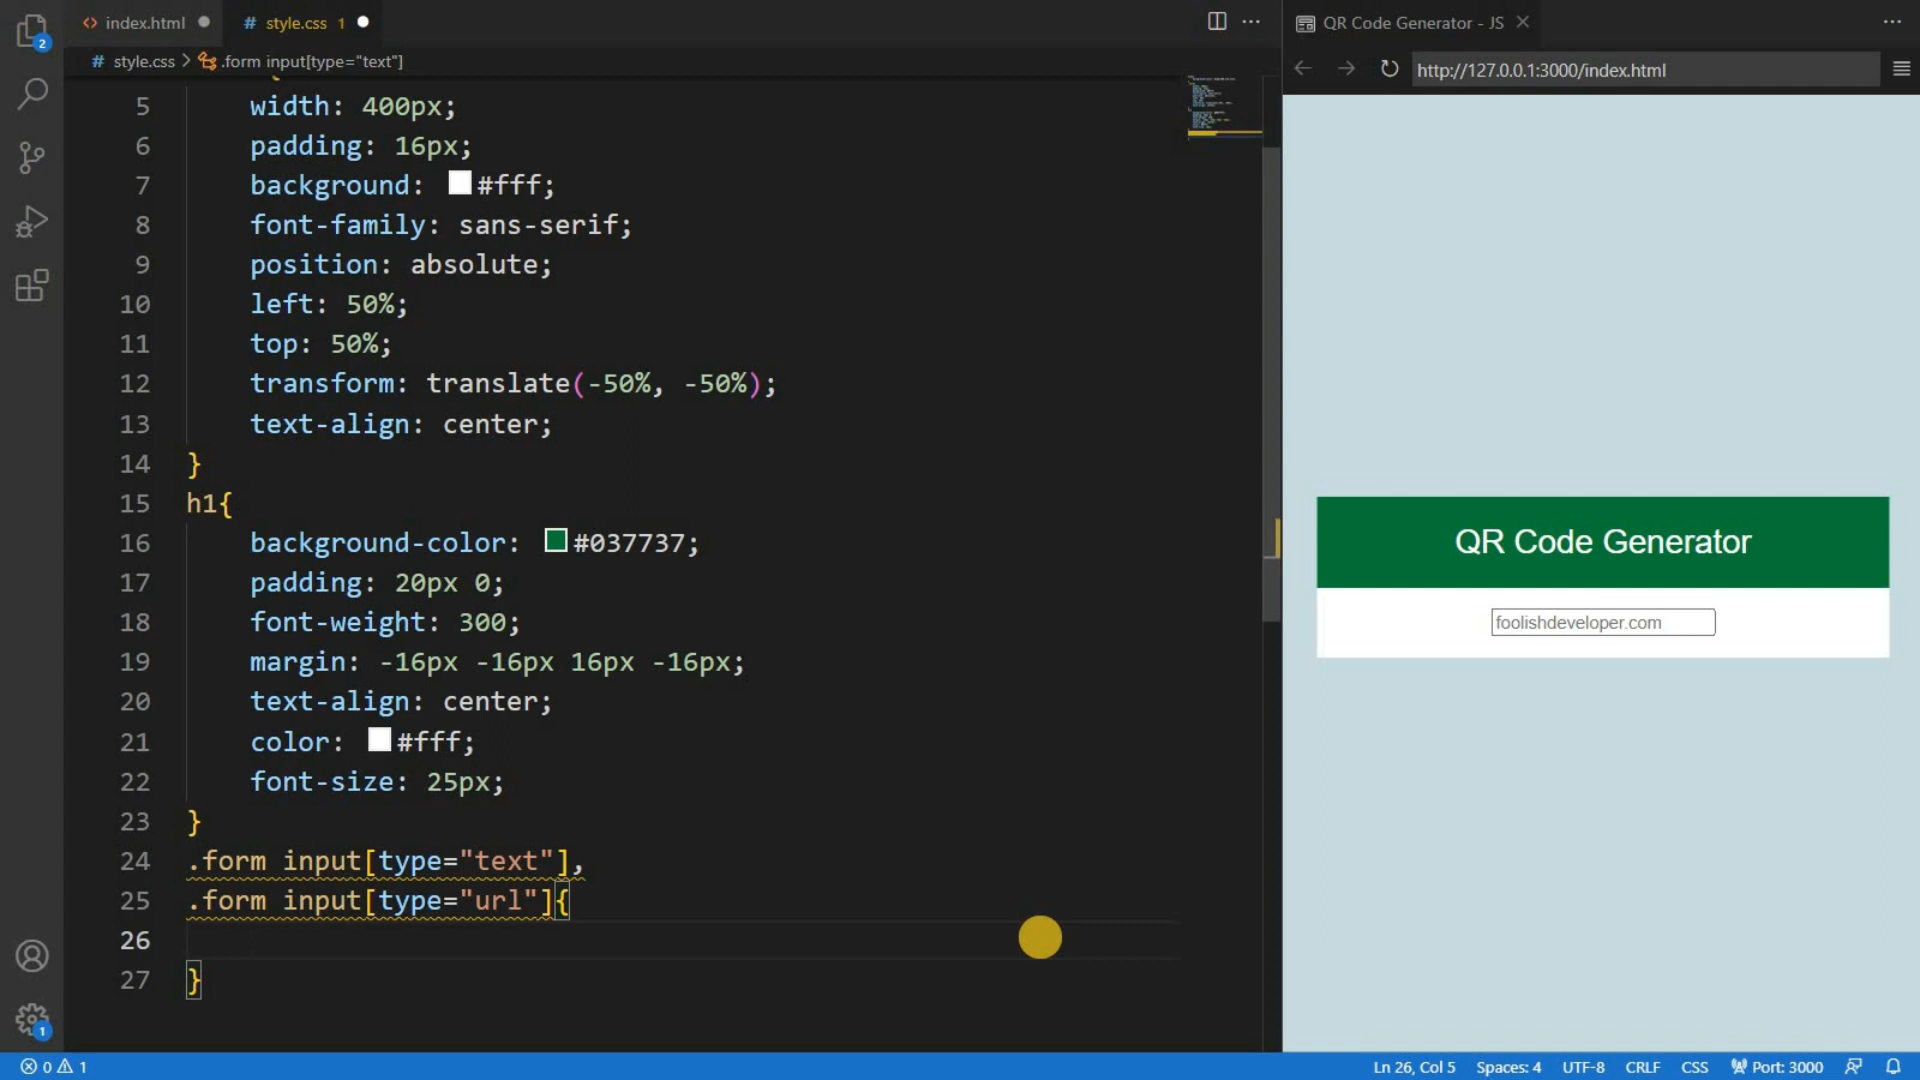 index.html
# style.css 1
QR Code Generator - JS
# style.css > .form input[type="text"]
http://127.0.0.1:3000/index.html
5 width: 400px;
6 padding: 16px;
7 background: #fff;
8 font-family: sans-serif;
9 position: absolute;
10 left: 50%;
11 top: 50%;
12 transform: translate(-50%, -50%);
13 text-align: center;
14 }
15 h1{
16 background-color: #037737;
17 padding: 20px 0;
18 font-weight: 300;
19 margin: -16px -16px 16px -16px;
20 text-align: center;
21 color: #fff;
22 font-size: 25px;
23 }
24 .form input[type="text"],
25 .form input[type="url"]{
26
27 }
QR Code Generator
foolishdeveloper.com
2
1
0 1
Ln 26, Col 5 Spaces: 4 UTF-8 CRLF CSS Port: 3000